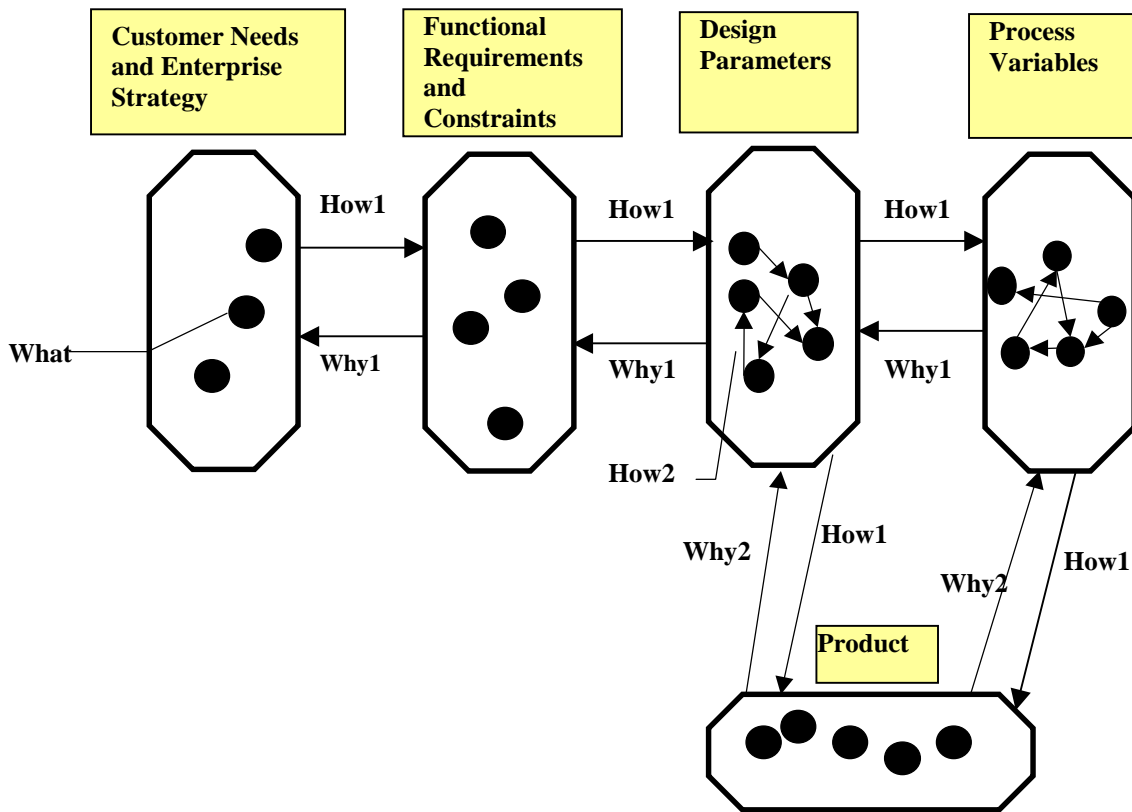 Customer Needs
and Enterprise
Strategy
Functional
Requirements
and
Constraints
Design
Parameters
Process
Variables
How1
How1
How1
What
Why1
Why1
Why1
How2
Why2
How1
Why2
How1
Product